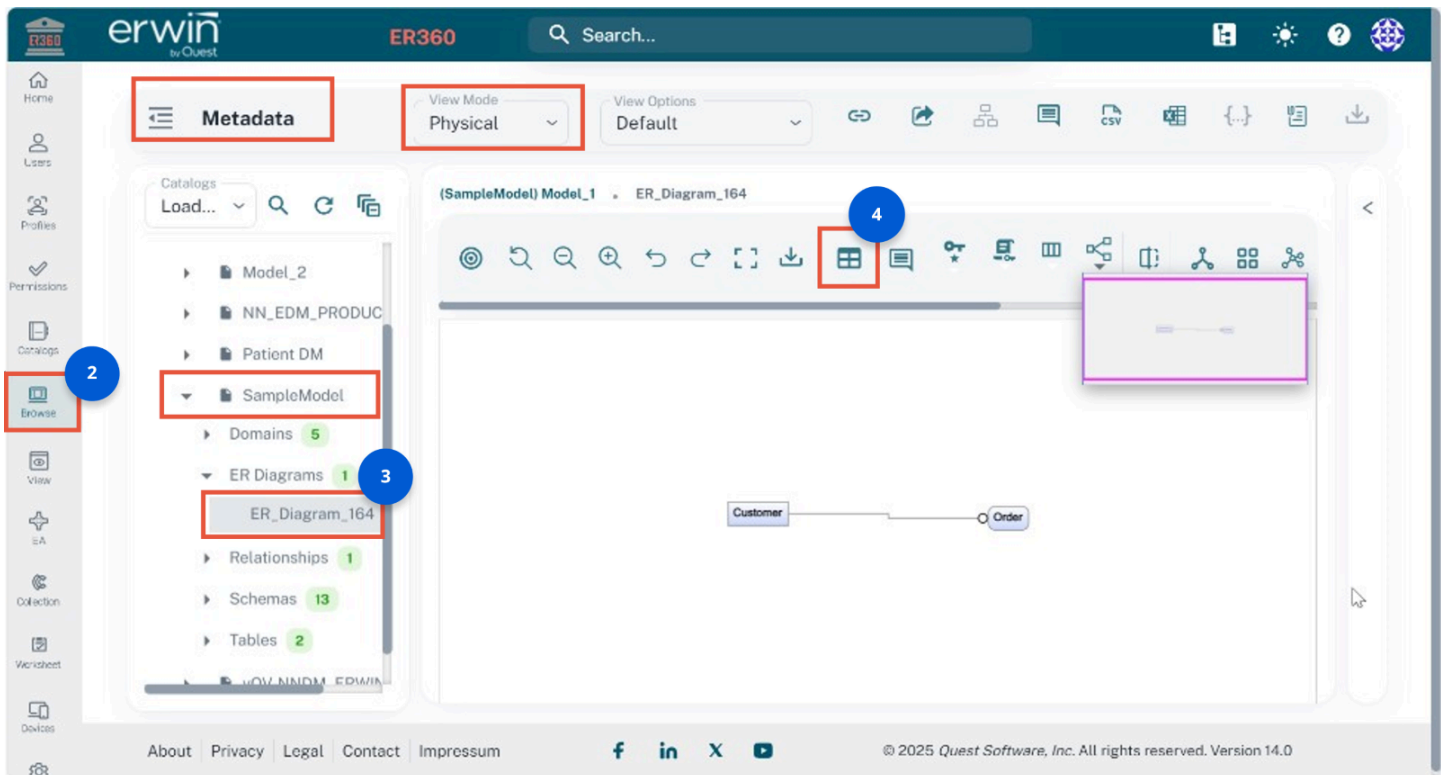 ER360
erwin
by Quest
ER360
Search...
Home
Users
Profiles
Permissions
Catalogs
2
Browse
View
EA
Collection
Worksheet
Devices
Metadata
View Mode
Physical
View Options
Default
CSV
{...}
Catalogs
Load...
Model_2
NN_EDM_PRODUC
Patient DM
SampleModel
Domains 5
ER Diagrams 1
3
ER_Diagram_164
Relationships 1
Schemas 13
Tables 2
(SampleModel) Model_1 . ER_Diagram_164
4
Customer
Order
About Privacy Legal Contact Impressum
f in X
© 2025 Quest Software, Inc. All rights reserved. Version 14.0